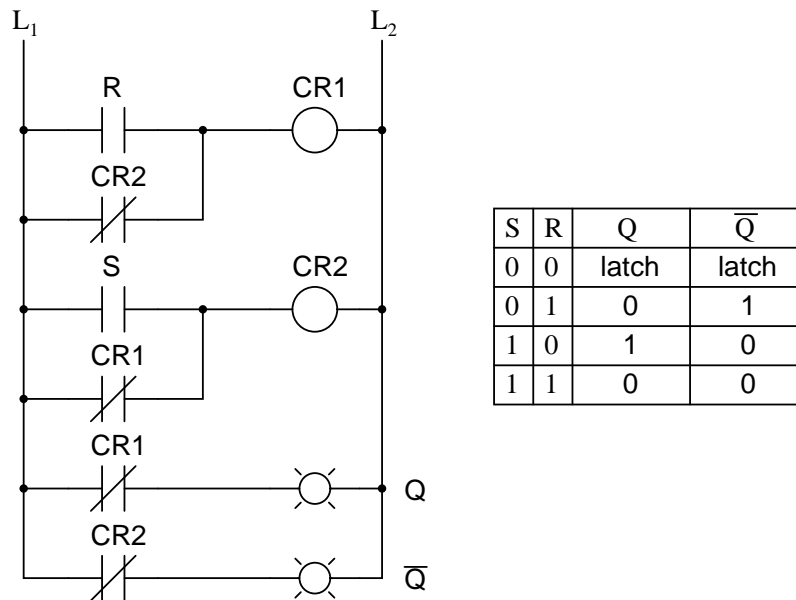 L₁ L₂
R CR1
CR2
S CR2
CR1
CR1
Q
CR2
Q̅
S R Q Q̅
0 0 latch latch
0 1 0 1
1 0 1 0
1 1 0 0